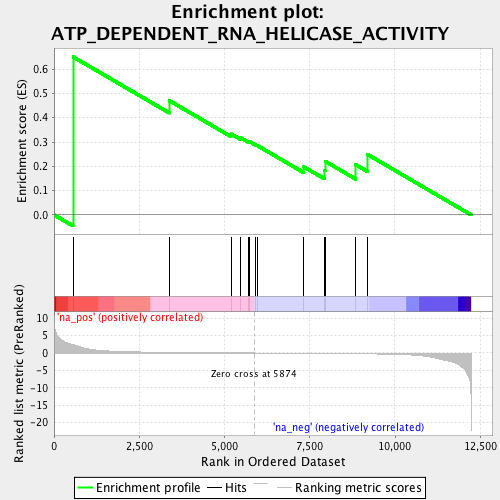 Enrichment plot:
ATP_DEPENDENT_RNA_HELICASE_ACTIVITY
Enrichment score (ES)
0.6
0.5
0.4
0.3
0.2
0.1
0.0
'na_pos' (positively correlated)
Ranked list metric (PreRanked)
10
5
0
-5
-10
-15
-20
Zero cross at 5874
'na_neg' (negatively correlated)
0 2,500 5,000 7,500 10,000 12,500
Rank in Ordered Dataset
Enrichment profile Hits Ranking metric scores